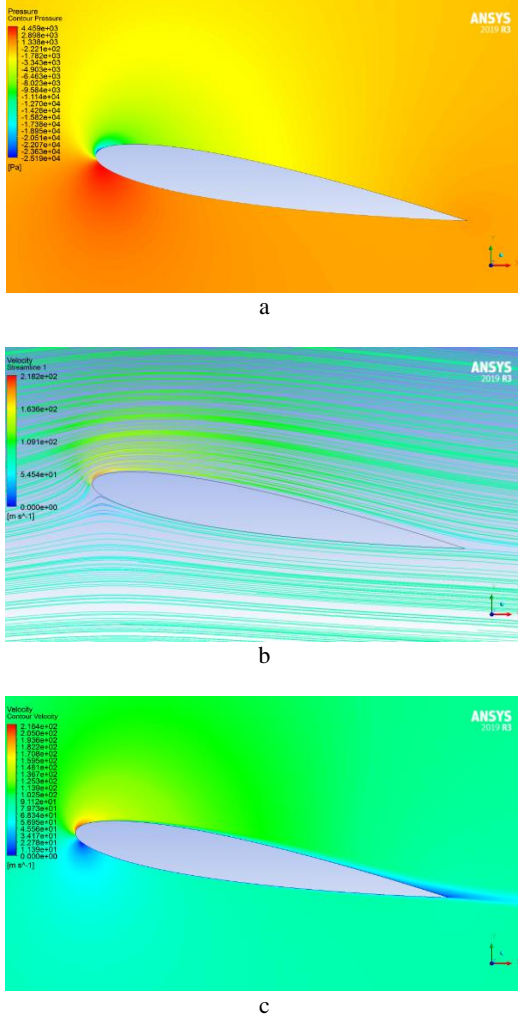 Pressure
Contour Pressure
4.459e+03
2.898e+03
1.338e+03
-2.221e+02
-1.782e+03
-3.343e+03
-4.903e+03
-6.463e+03
-8.023e+03
-9.584e+03
-1.114e+04
-1.270e+04
-1.426e+04
-1.582e+04
-1.738e+04
-1.895e+04
-2.051e+04
-2.207e+04
-2.363e+04
-2.519e+04
[Pa]
ANSYS
2019 R3
a
Velocity
Streamline 1
2.182e+02
1.636e+02
1.091e+02
5.454e+01
0.000e+00
[m s^-1]
ANSYS
2019 R3
b
Velocity
Contour Velocity
2.164e+02
2.050e+02
1.936e+02
1.822e+02
1.708e+02
1.595e+02
1.481e+02
1.367e+02
1.253e+02
1.139e+02
1.025e+02
9.112e+01
7.973e+01
6.834e+01
5.695e+01
4.556e+01
3.417e+01
2.278e+01
1.139e+01
0.000e+00
[m s^-1]
ANSYS
2019 R3
c